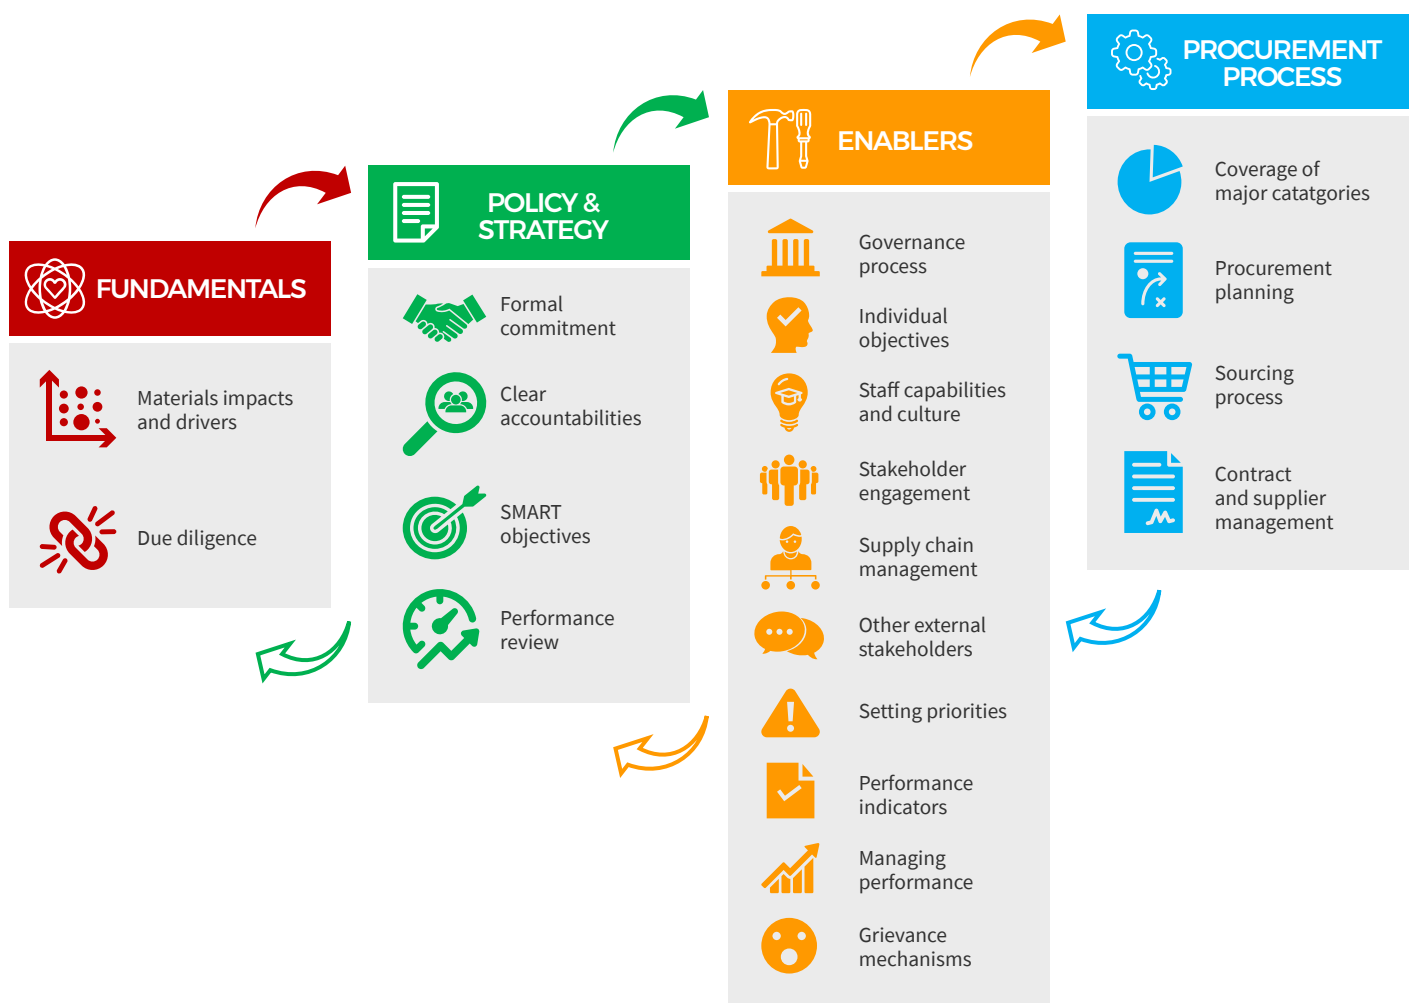 FUNDAMENTALS
Materials impacts
and drivers
Due diligence
POLICY &
STRATEGY
Formal
commitment
Clear
accountabilities
SMART
objectives
Performance
review
ENABLERS
Governance
process
Individual
objectives
Staff capabilities
and culture
Stakeholder
engagement
Supply chain
management
Other external
stakeholders
Setting priorities
Performance
indicators
Managing
performance
Grievance
mechanisms
PROCUREMENT
PROCESS
Coverage of
major catatgories
Procurement
planning
Sourcing
process
Contract
and supplier
management